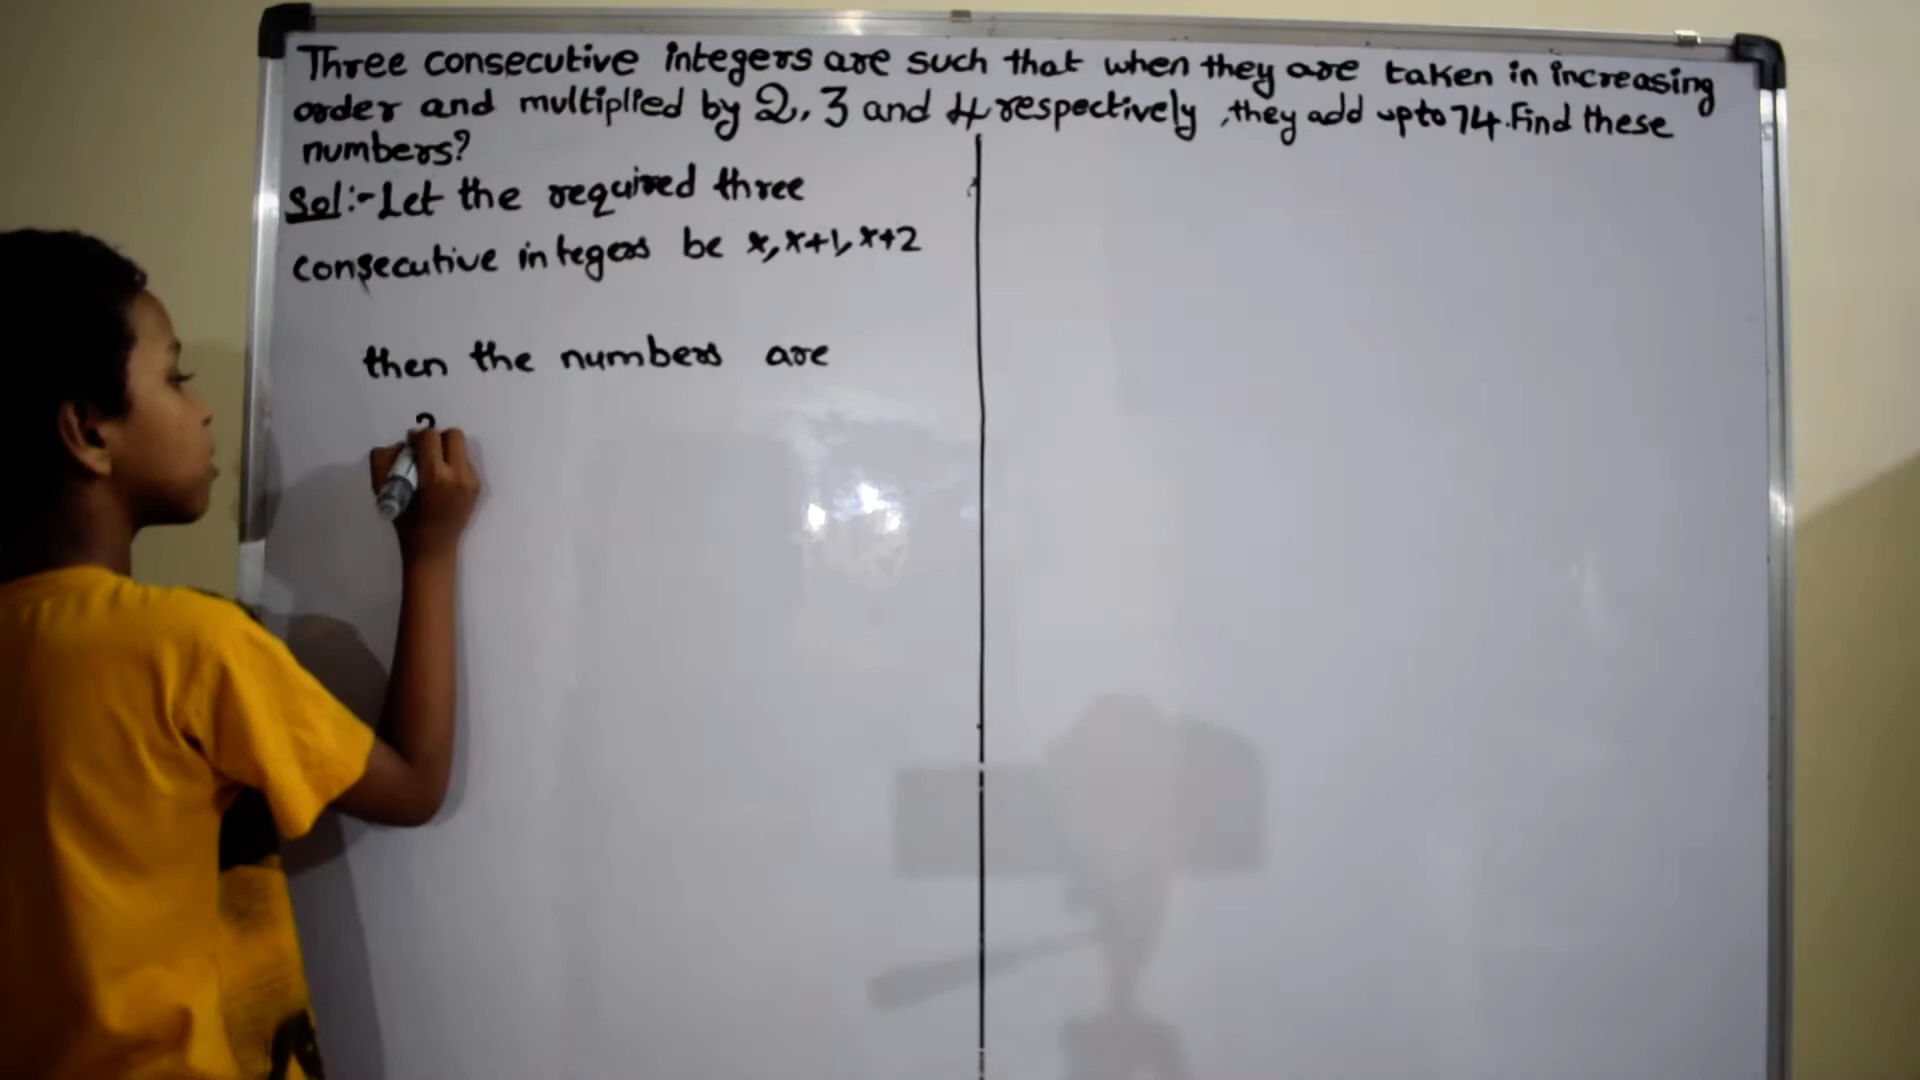 Three consecutive integers are such that when they are taken in increasing
order and multiplied by 2, 3 and 4 respectively, they add upto 74. Find these
numbers?
Sol:- Let the required three
consecutive integers be x, x+1, x+2
then the numbers are
2